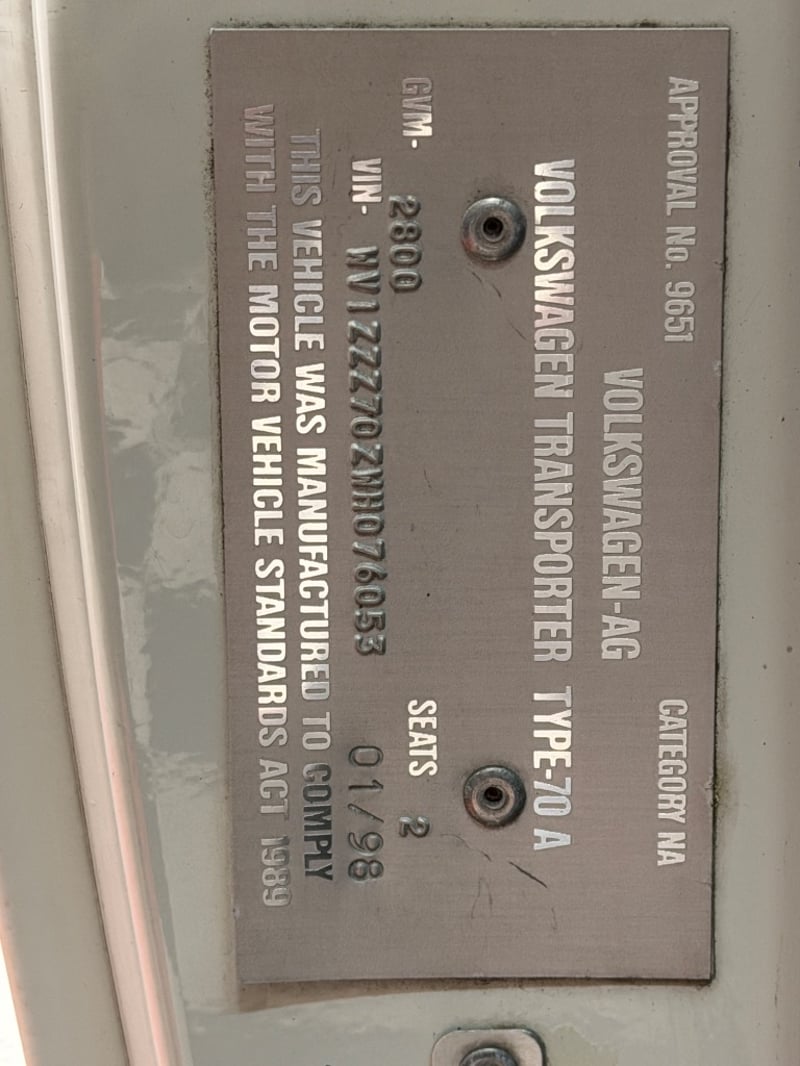 APPROVAL No. 9651 CATEGORY NA
VOLKSWAGEN-AG
VOLKSWAGEN TRANSPORTER TYPE-70 A
GVM- 2800 SEATS 2
VIN- WV1ZZZ70ZWH076053 01/98
THIS VEHICLE WAS MANUFACTURED TO COMPLY
WITH THE MOTOR VEHICLE STANDARDS ACT 1989